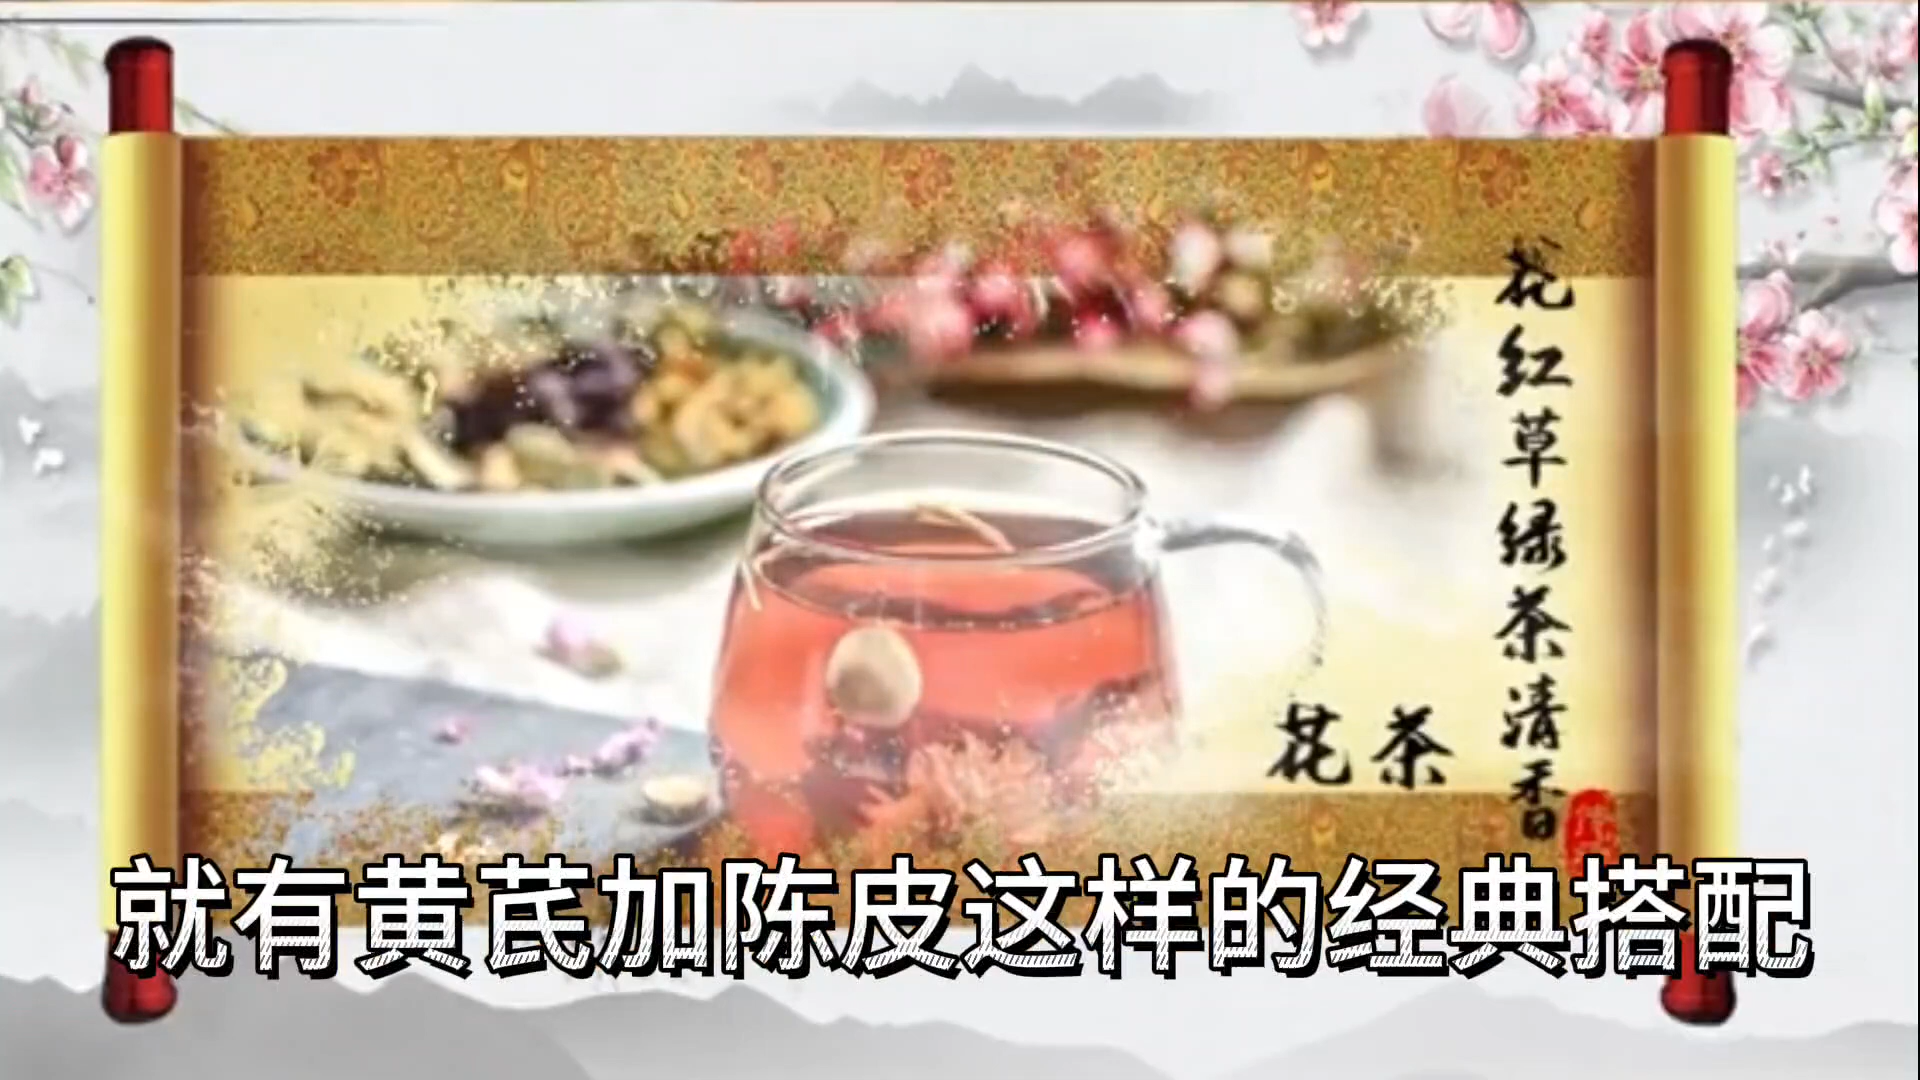 花红草绿茶清香
花茶
就有黄芪加陈皮这样的经典搭配